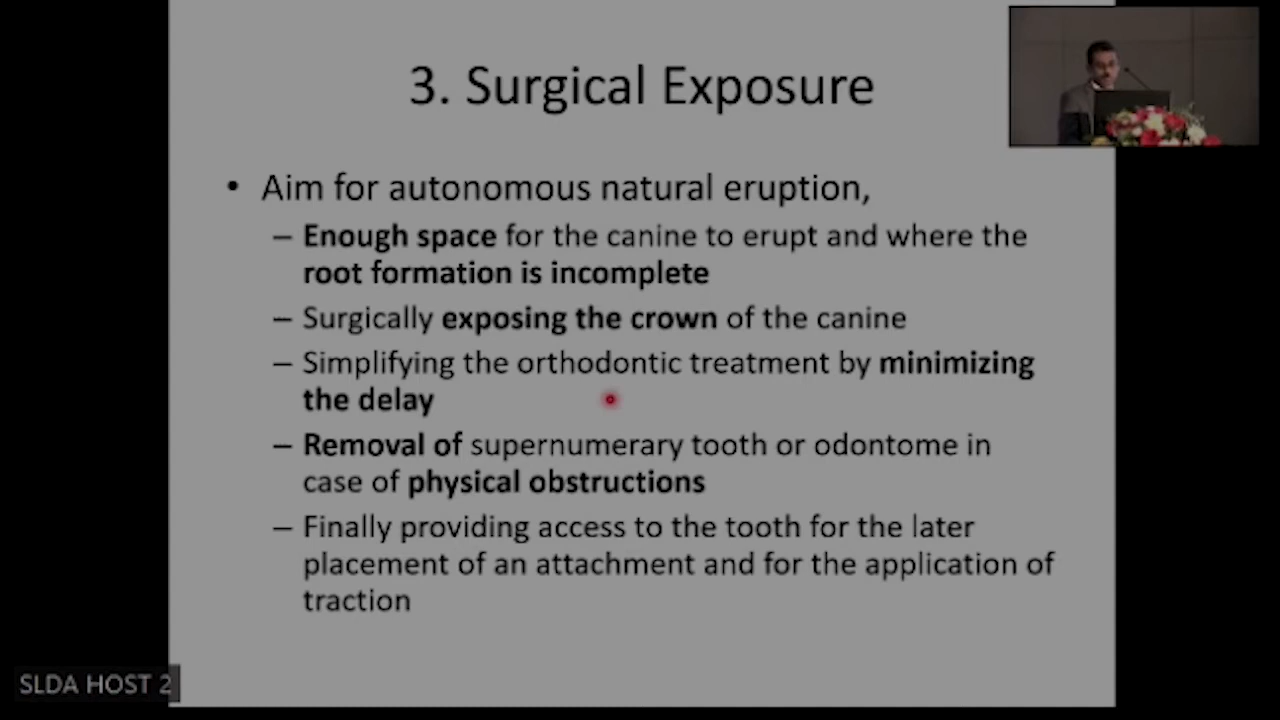 3. Surgical Exposure
• Aim for autonomous natural eruption,
– Enough space for the canine to erupt and where the
root formation is incomplete
– Surgically exposing the crown of the canine
– Simplifying the orthodontic treatment by minimizing
the delay
– Removal of supernumerary tooth or odontome in
case of physical obstructions
– Finally providing access to the tooth for the later
placement of an attachment and for the application of
traction
SLDA HOST 2